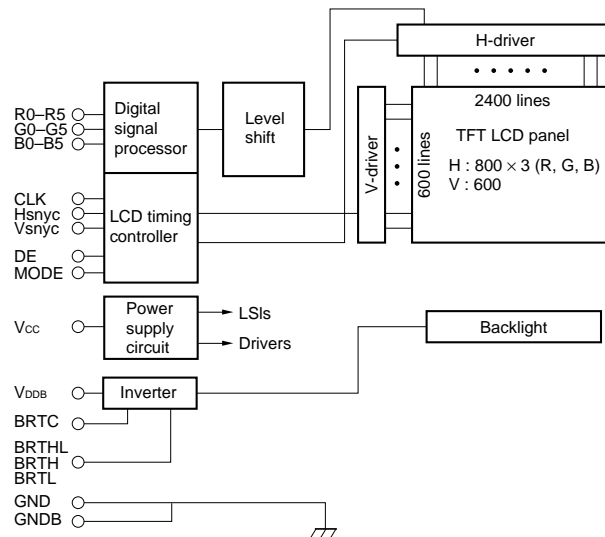 H-driver
R0–R5
G0–G5
B0–B5
Digital
signal
processor
Level
shift
V-driver
600 lines
2400 lines
TFT LCD panel
H : 800 × 3 (R, G, B)
V : 600
CLK
Hsnyc
Vsnyc
DE
MODE
LCD timing
controller
VCC
Power
supply
circuit
LSIs
Drivers
Backlight
VDDB
Inverter
BRTC
BRTHL
BRTH
BRTL
GND
GNDB